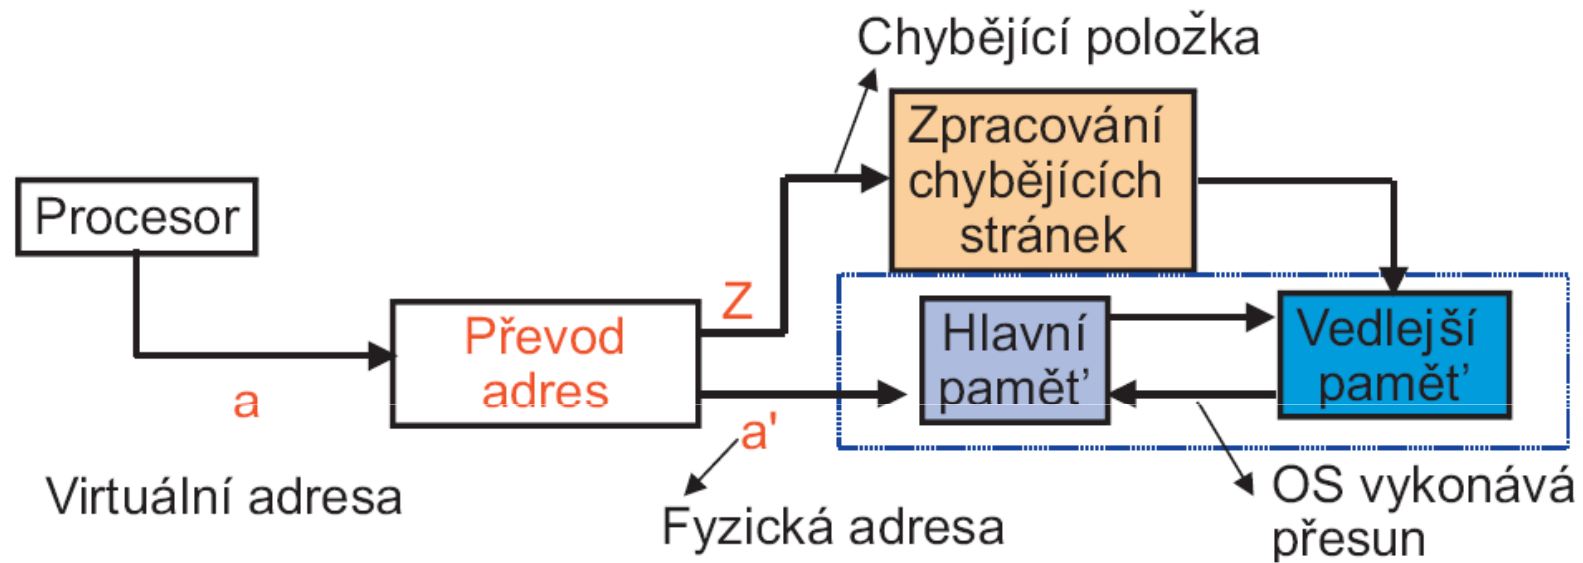 Chybějící položka
Zpracování
chybějících
stránek
Procesor
Z
Převod
adres
Hlavní
paměť
Vedlejší
paměť
a
a'
Virtuální adresa
Fyzická adresa
OS vykonává
přesun